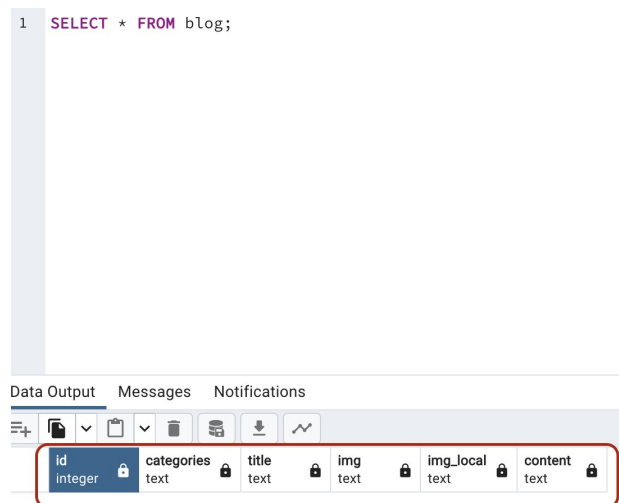 1 SELECT * FROM blog;
Data Output Messages Notifications
id categories title img img_local content
integer text text text text text